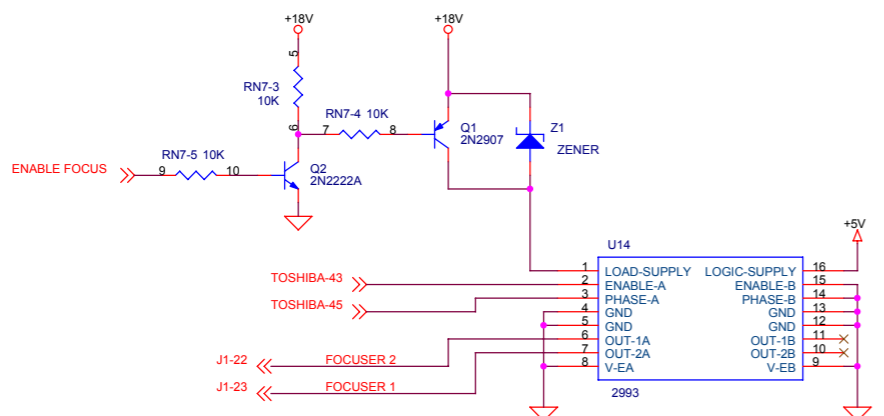 +18V
+18V
5
RN7-3
10K
6
RN7-4 10K
7
8
Q1
2N2907
Z1
ZENER
ENABLE FOCUS
9
RN7-5 10K
10
Q2
2N2222A
+5V
U14
1 LOAD-SUPPLY LOGIC-SUPPLY 16
TOSHIBA-43 2 ENABLE-A ENABLE-B 15
3 PHASE-A PHASE-B 14
TOSHIBA-45 4 GND GND 13
5 GND GND 12
6 OUT-1A OUT-1B 11
J1-22 FOCUSER 2 7 OUT-2A OUT-2B 10
8 V-EA V-EB 9
J1-23 FOCUSER 1
2993